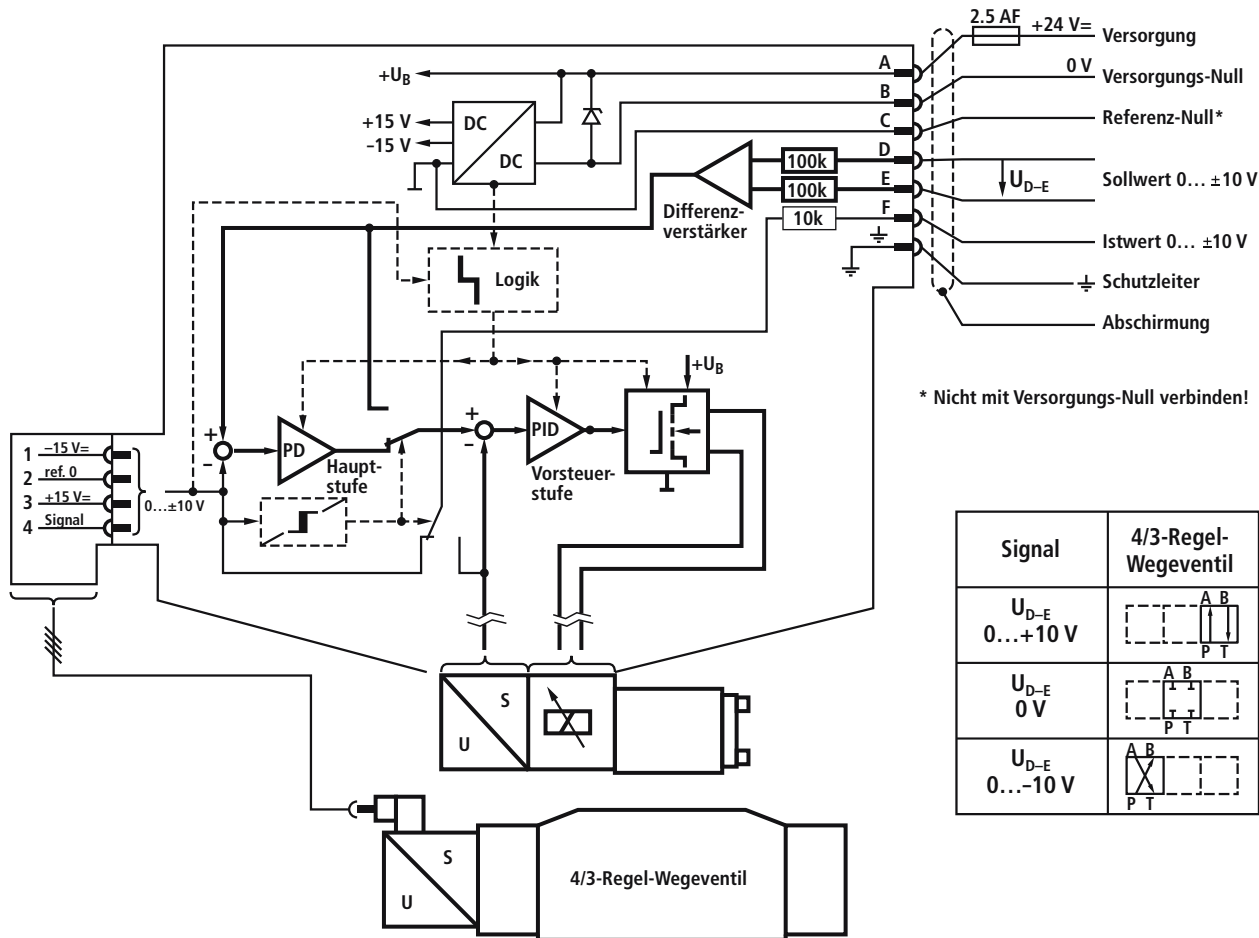 2.5 AF
+24 V=
Versorgung
A
+UB
0 V
Versorgungs-Null
B
+15 V
DC
C
Referenz-Null*
–15 V
DC
100k
D
100k
E
UD–E
Sollwert 0… ±10 V
Differenz-
verstärker
10k
F
Istwert 0… ±10 V
Logik
Schutzleiter
Abschirmung
+UB
* Nicht mit Versorgungs-Null verbinden!
+
PD
–
Haupt-
stufe
+
–
PID
Vorsteuer-
stufe
1 –15 V=
2 ref. 0
3 +15 V=
4 Signal
0…±10 V
Signal
4/3-Regel-
Wegeventil
UD–E
0…+10 V
A B
P T
UD–E
0 V
A B
P T
UD–E
0…–10 V
A B
P T
S
U
S
U
4/3-Regel-Wegeventil